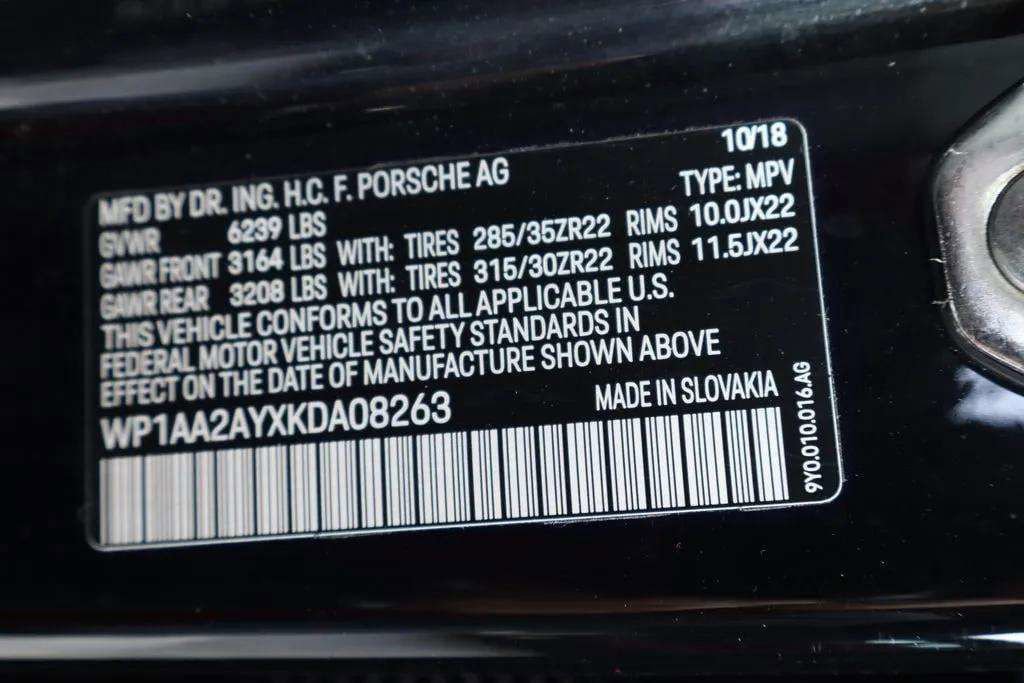 10/18
MFD BY DR. ING. H.C. F. PORSCHE AG
TYPE: MPV
GVWR 6239 LBS
GAWR FRONT 3164 LBS WITH: TIRES 285/35ZR22 RIMS 10.0JX22
GAWR REAR 3208 LBS WITH: TIRES 315/30ZR22 RIMS 11.5JX22
THIS VEHICLE CONFORMS TO ALL APPLICABLE U.S.
FEDERAL MOTOR VEHICLE SAFETY STANDARDS IN
EFFECT ON THE DATE OF MANUFACTURE SHOWN ABOVE
WP1AA2AYXKDA08263 MADE IN SLOVAKIA
9Y0.010.016.AG